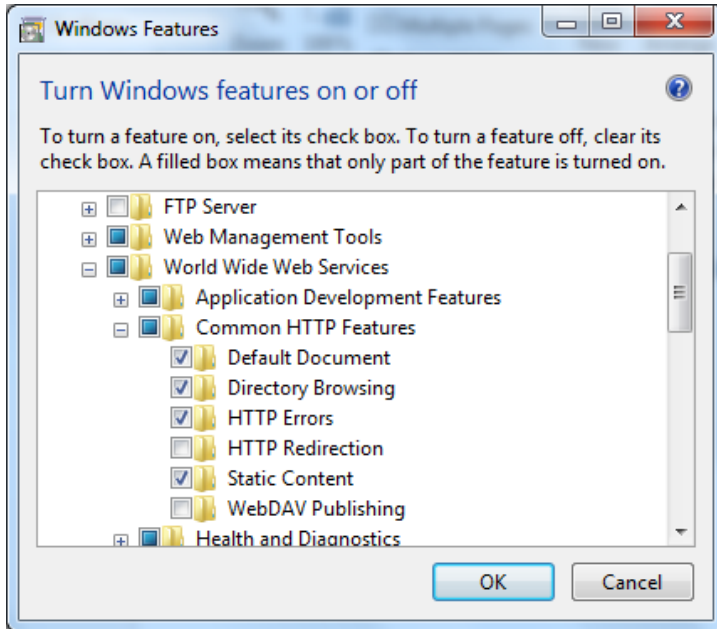 Windows Features
Turn Windows features on or off
To turn a feature on, select its check box. To turn a feature off, clear its
check box. A filled box means that only part of the feature is turned on.
FTP Server
Web Management Tools
World Wide Web Services
Application Development Features
Common HTTP Features
Default Document
Directory Browsing
HTTP Errors
HTTP Redirection
Static Content
WebDAV Publishing
Health and Diagnostics
OK Cancel